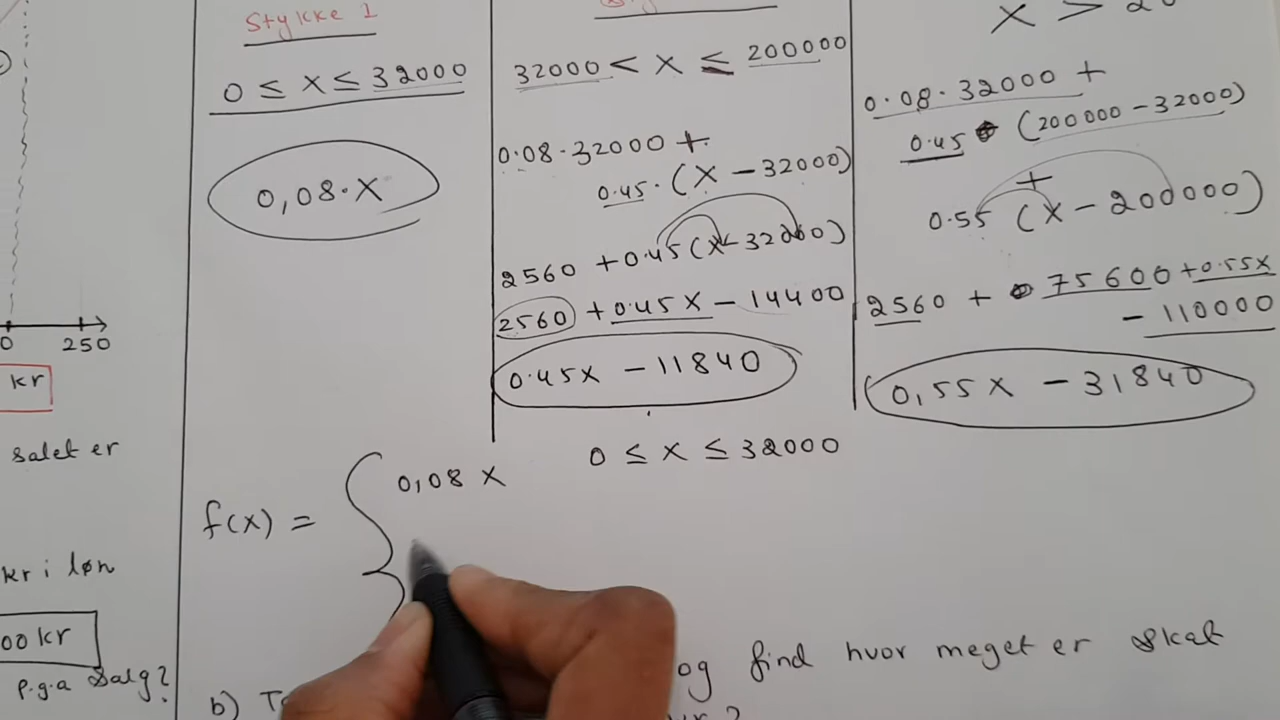 Stykke 1
0 ≤ x ≤ 32000
0,08·x
32000 < x ≤ 200000
0.08·32000 +
0.45·(x − 32000)
2560 + 0.45(x − 32000)
2560 + 0.45x − 14400
0.45x − 11840
x > 20
0.08·32000 +
0.45 (200000 − 32000)
+
0.55 (x − 200000)
2560 + 75600 + 0.55x
− 110000
0,55x − 31840
0 250
kr
salet er
kr i løn
00 kr
p.g.a salg?
f(x) =
0,08 x 0 ≤ x ≤ 32000
b) og find hvor meget er skat